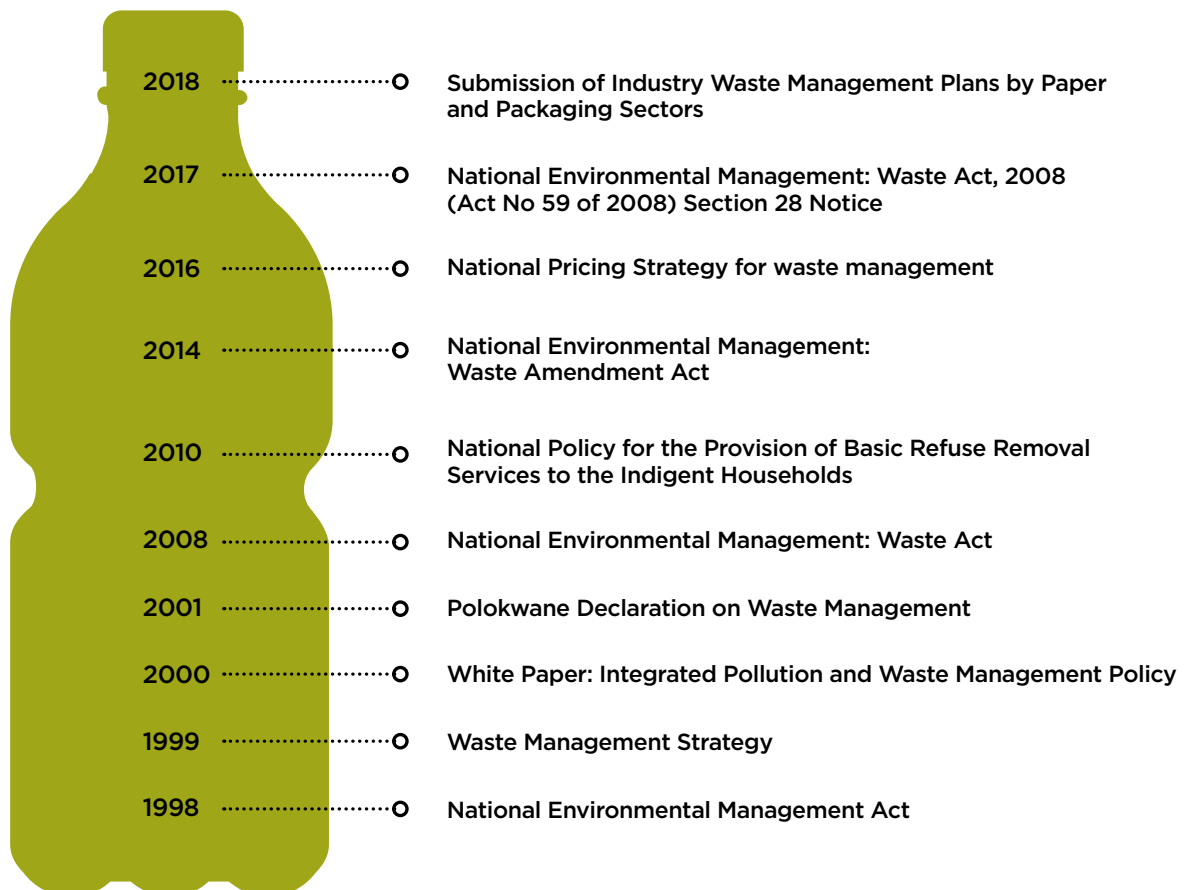 2018
Submission of Industry Waste Management Plans by Paper
and Packaging Sectors
2017
National Environmental Management: Waste Act, 2008
(Act No 59 of 2008) Section 28 Notice
2016
National Pricing Strategy for waste management
2014
National Environmental Management:
Waste Amendment Act
2010
National Policy for the Provision of Basic Refuse Removal
Services to the Indigent Households
2008
National Environmental Management: Waste Act
2001
Polokwane Declaration on Waste Management
2000
White Paper: Integrated Pollution and Waste Management Policy
1999
Waste Management Strategy
1998
National Environmental Management Act